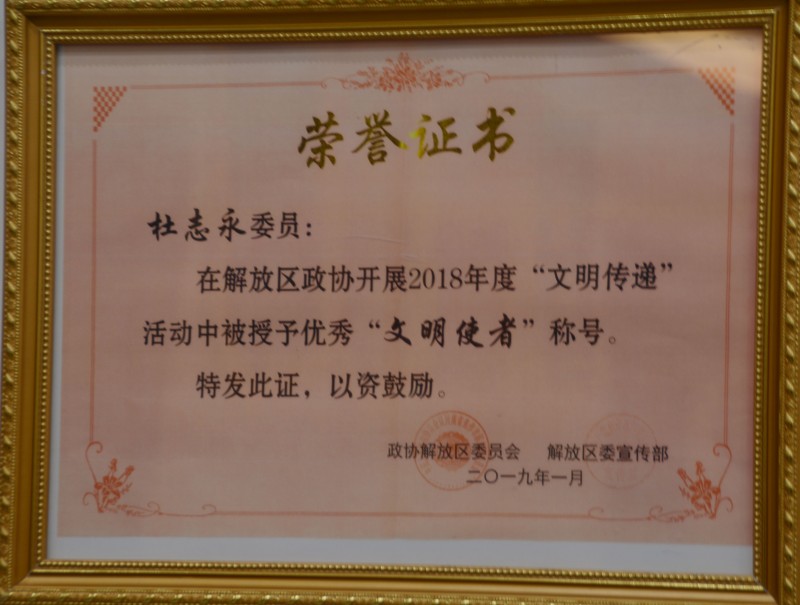 荣誉证书
杜志永委员：
在解放区政协开展2018年度“文明传递”
活动中被授予优秀“文明使者”称号。
特发此证，以资鼓励。
政协解放区委员会 解放区委宣传部
二〇一九年一月